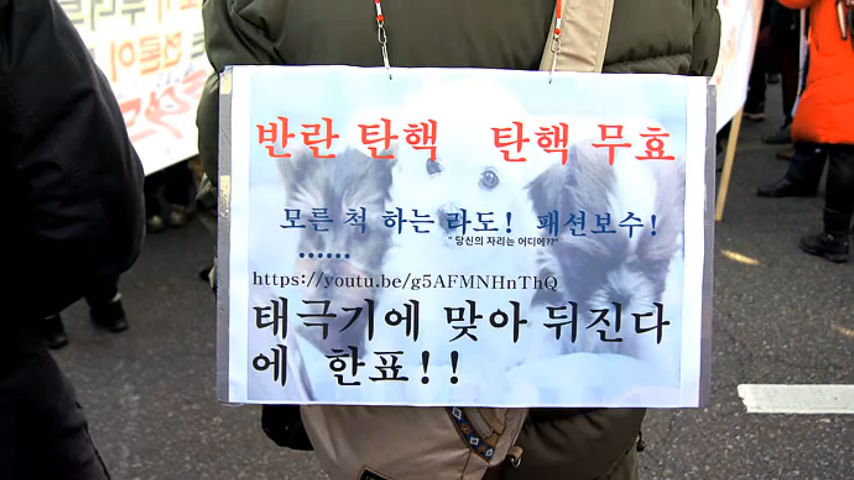 반란 탄핵 탄핵 무효
모른 척 하는 라도! 패션보수!
" 당신의 자리는 어디에??"
......
https://youtu.be/g5AFMNHnThQ
태극기에 맞아 뒤진다
에 한표!!